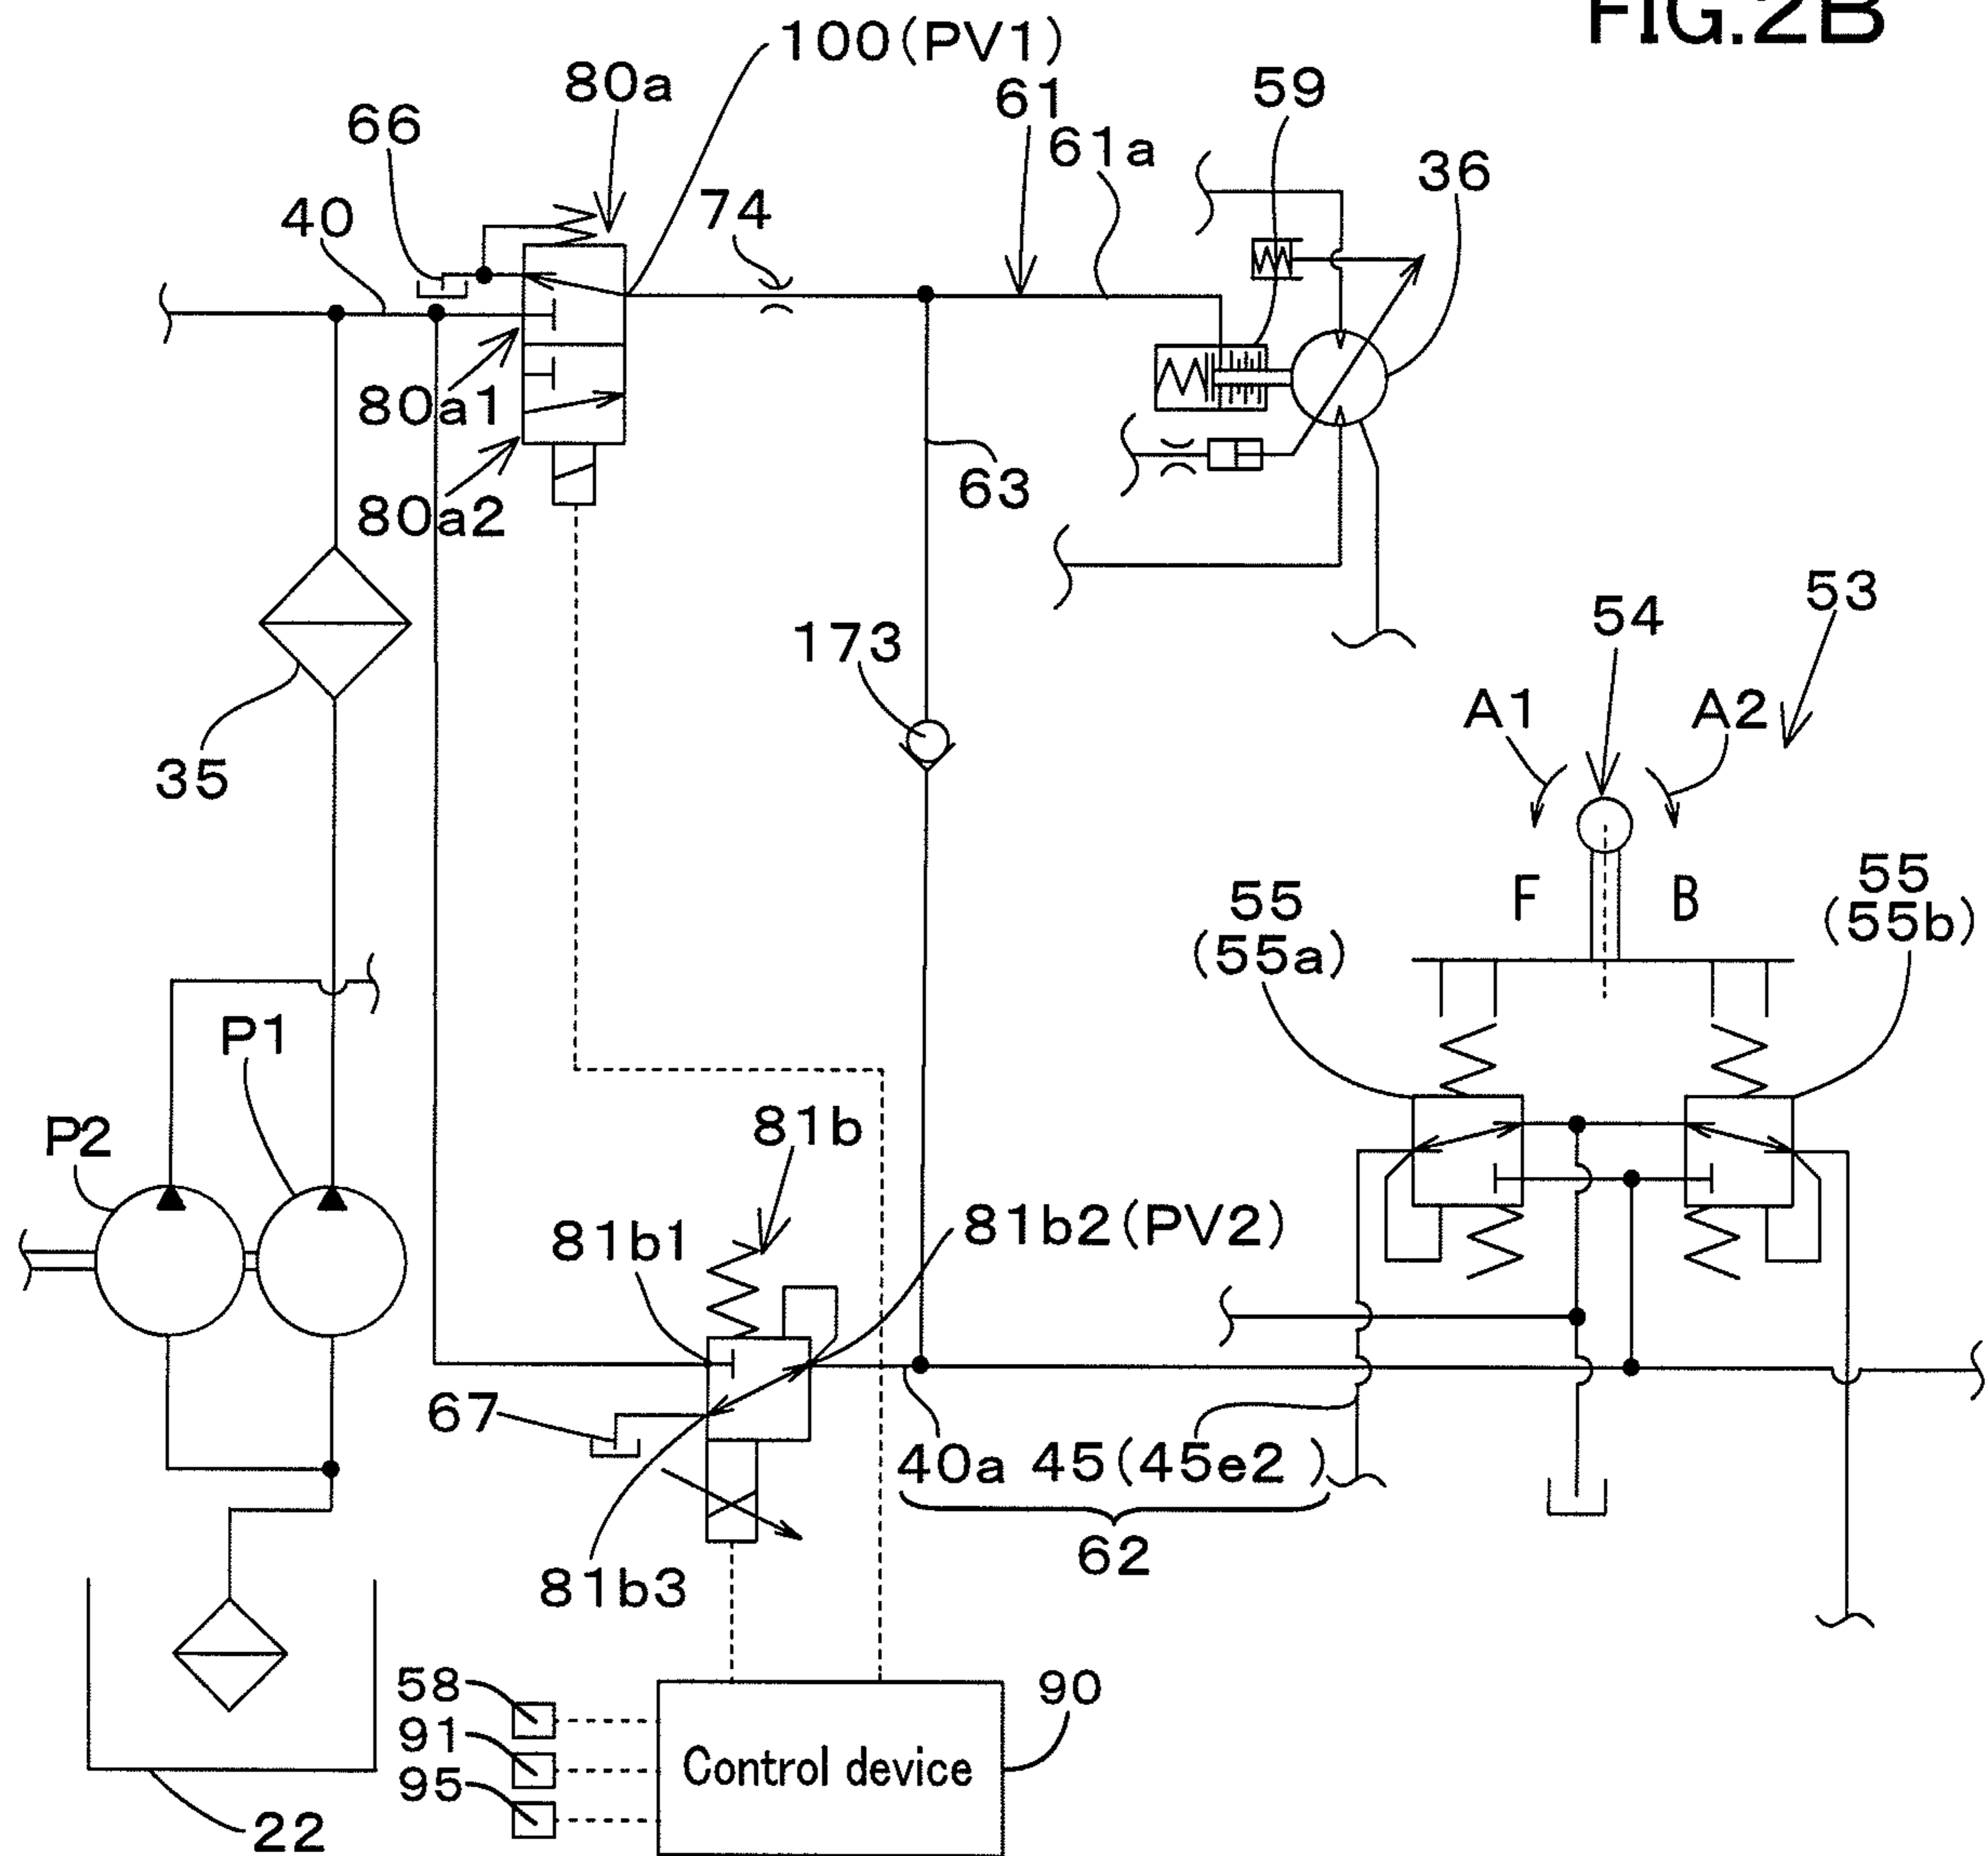 FIG.2B
100(PV1)
80a
61
59
66
61a
36
74
40
80a1
63
80a2
54
53
173
A1
A2
35
F
B
55
(55a)
55
(55b)
P1
P2
81b
81b1
81b2(PV2)
67
40a
45(45e2 )
62
81b3
58
90
91
Control device
95
22